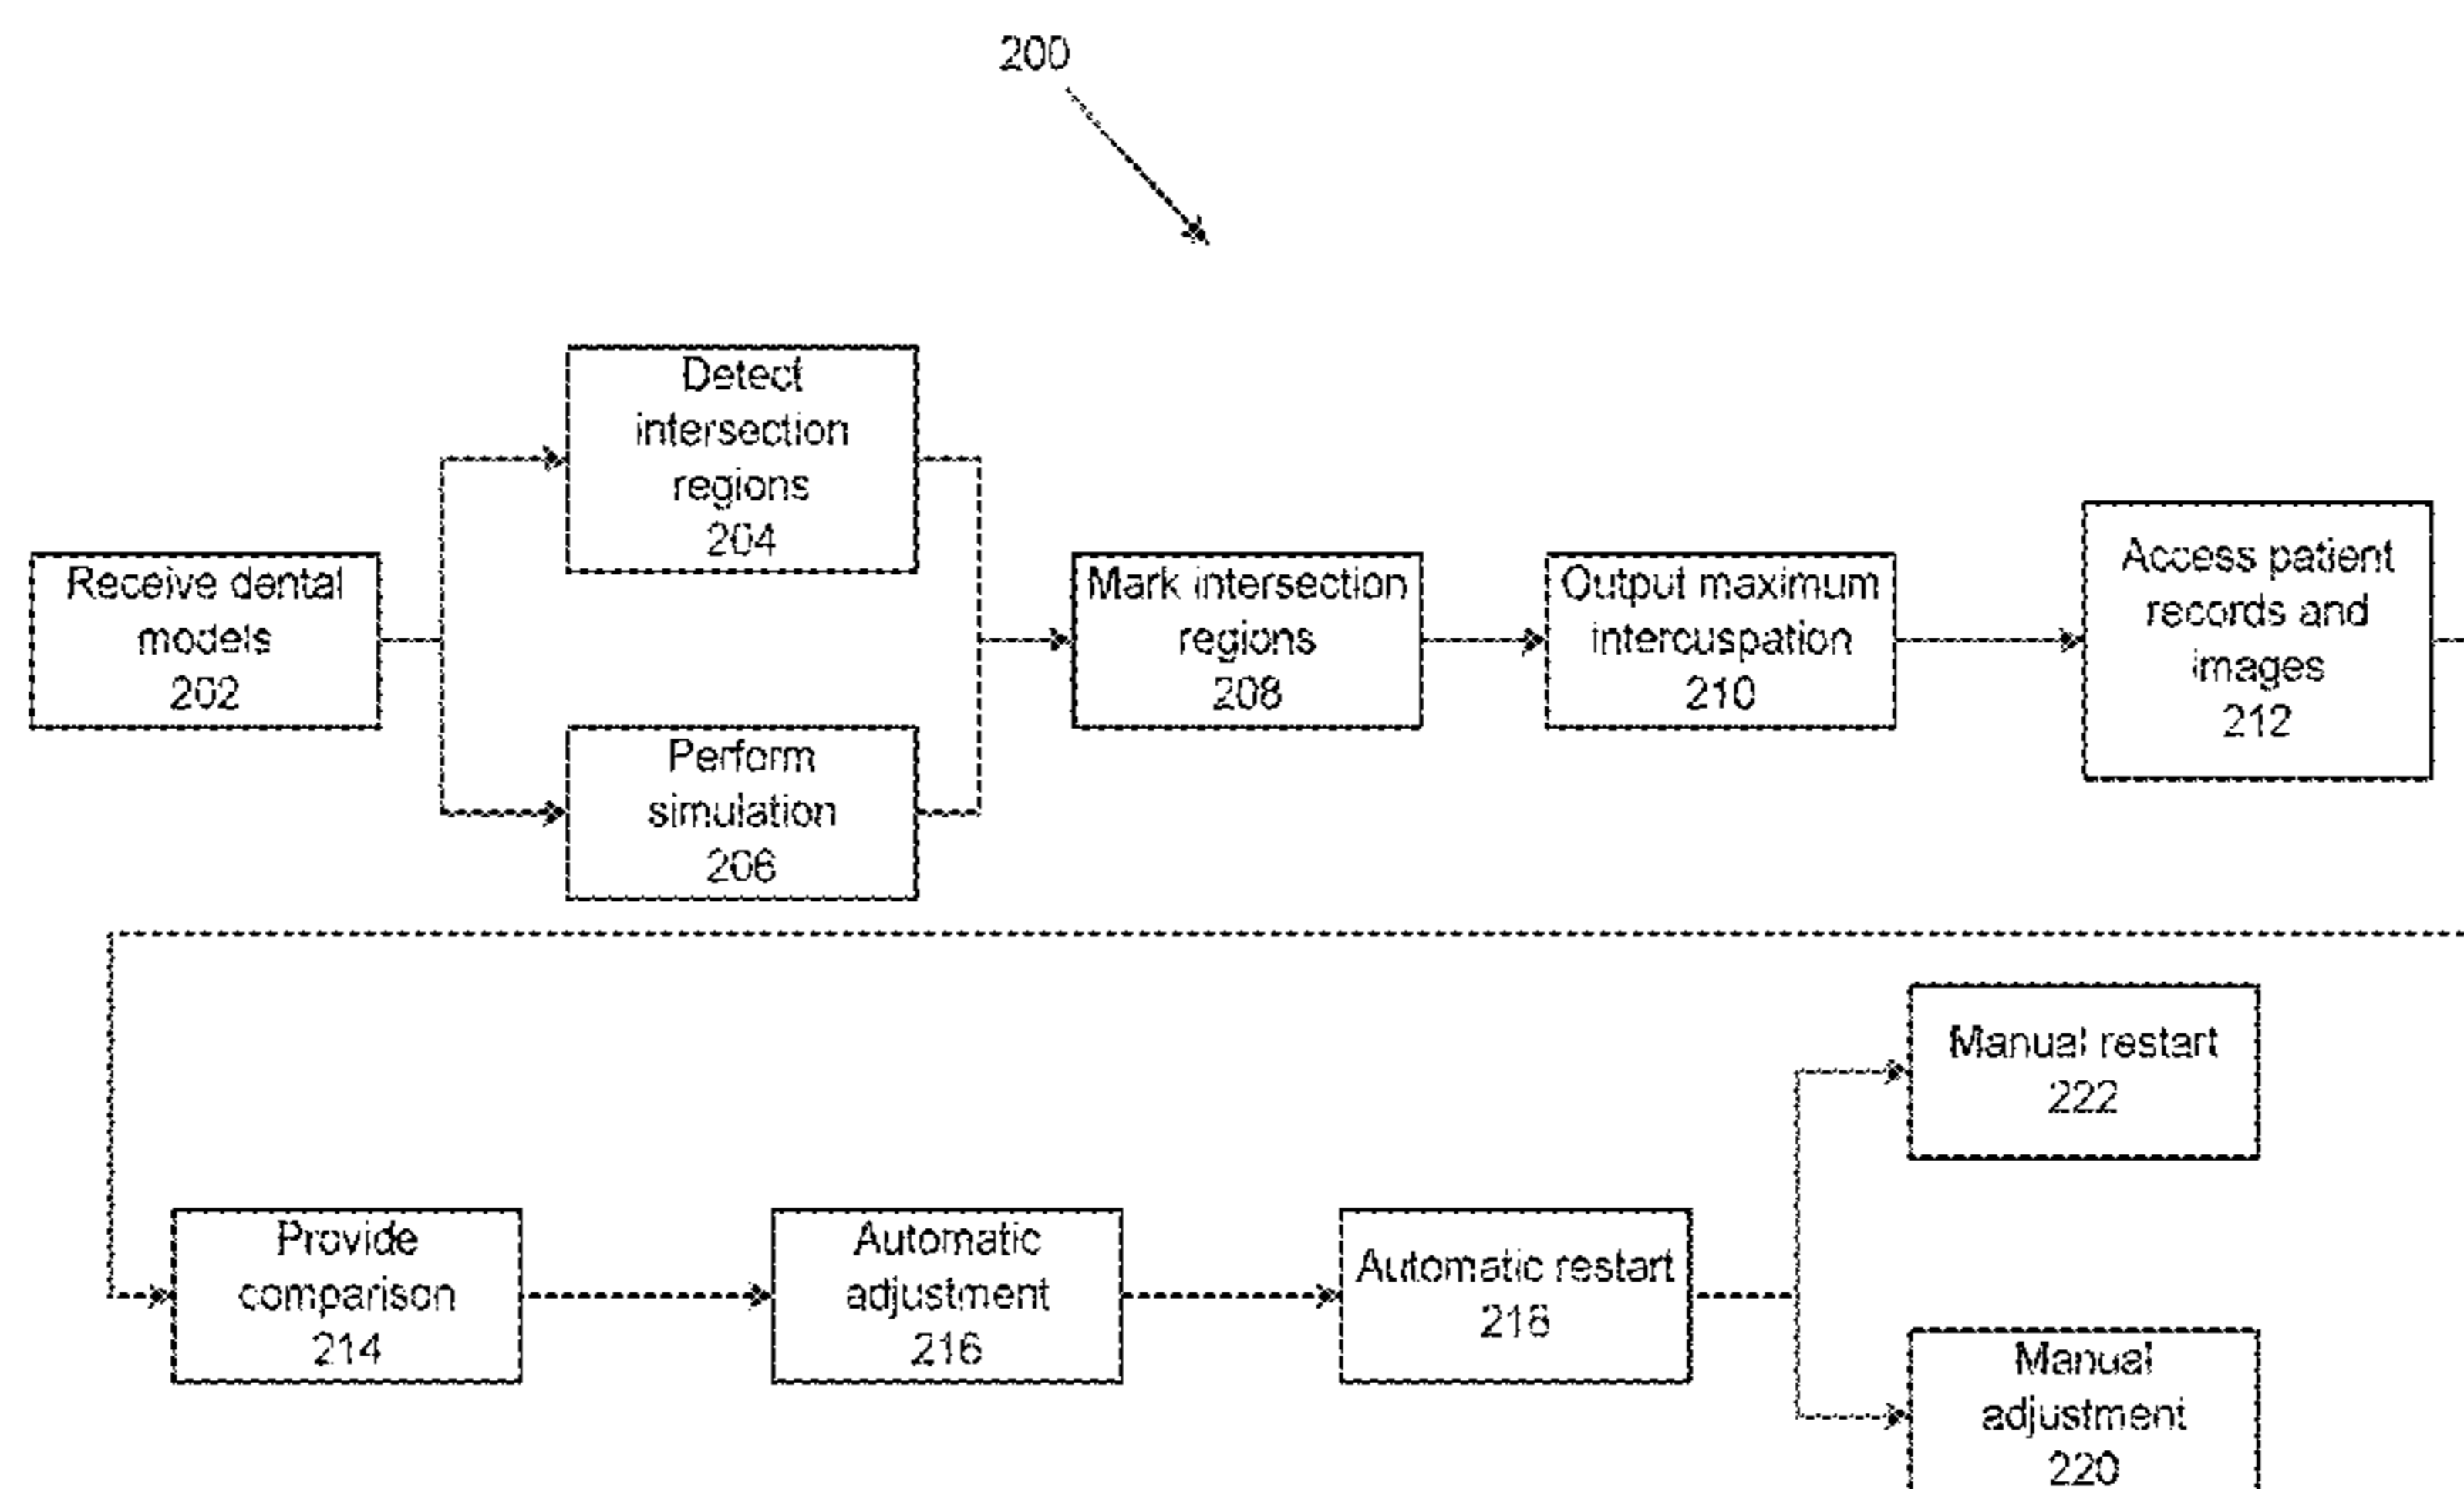 200
Detect
intersection
regions
204
Receive dental
models
202
Perform
simulation
206
Mark intersection
regions
208
Output maximum
intercuspation
210
Access patient
records and
images
212
Provide
comparison
214
Automatic
adjustment
216
Automatic restart
218
Manual restart
222
Manual
adjustment
220